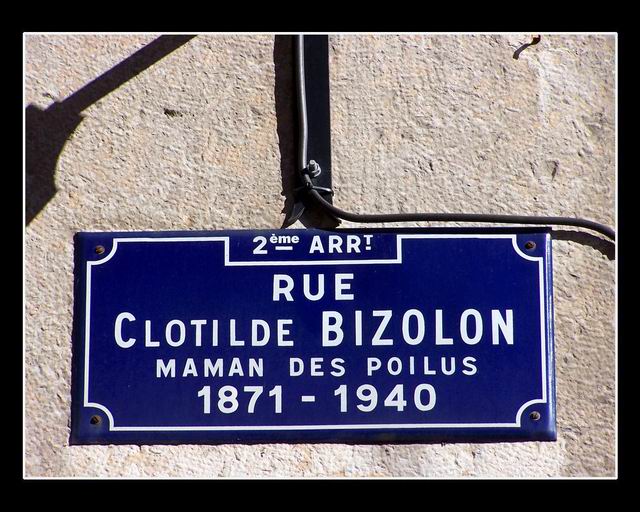 2ème ARRT
RUE
CLOTILDE BIZOLON
MAMAN DES POILUS
1871 - 1940